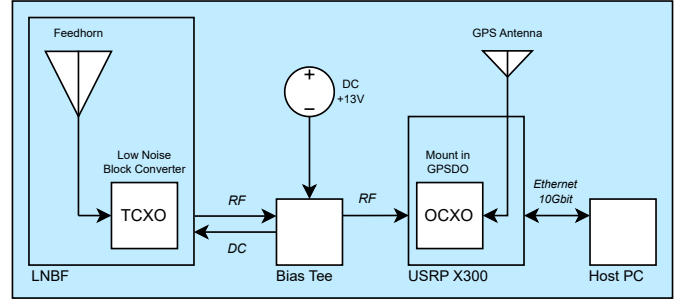 Feedhorn
GPS Antenna
+
DC
+13V
−
Low Noise
Block Converter
Mount in
GPSDO
Ethernet
10Gbit
TCXO
RF
RF
OCXO
DC
LNBF
Bias Tee
USRP X300
Host PC